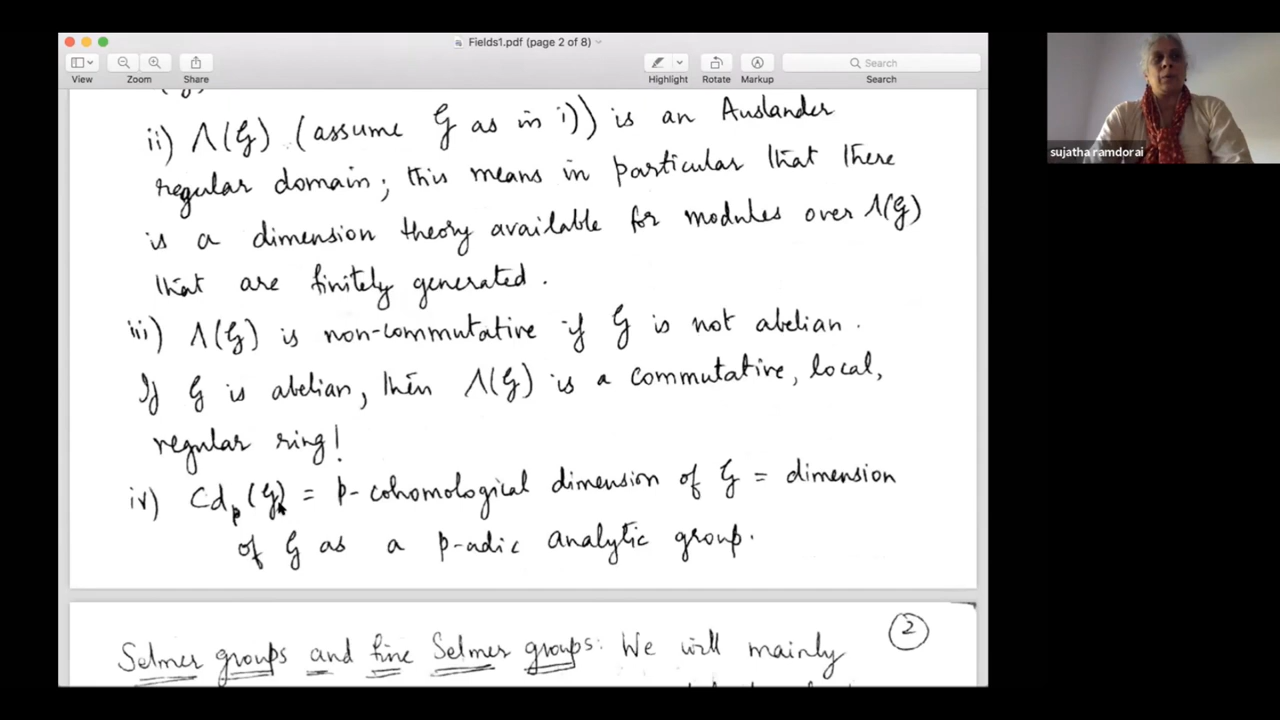 Fields1.pdf (page 2 of 8)
View Zoom Share Highlight Rotate Markup Search
Search
ii) Λ(G) (assume G as in i)) is an Auslander
regular domain; this means in particular that there
is a dimension theory available for modules over Λ(G)
that are finitely generated.
iii) Λ(G) is non-commutative if G is not abelian.
If G is abelian, then Λ(G) is a commutative, local,
regular ring!
iv) Cdp(G) = p-cohomological dimension of G = dimension
of G as a p-adic analytic group.
2
Selmer groups and fine Selmer groups: We will mainly
sujatha ramdorai